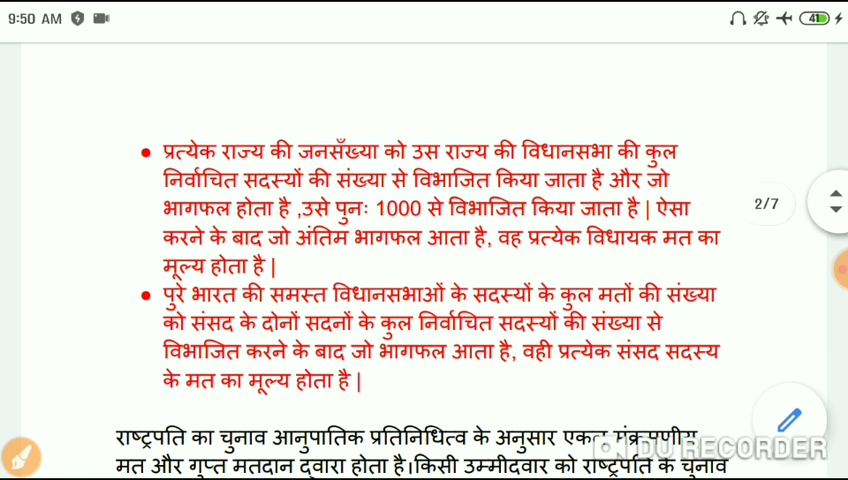 9:50 AM
41
● प्रत्येक राज्य की जनसँख्या को उस राज्य की विधानसभा की कुल
निर्वाचित सदस्यों की संख्या से विभाजित किया जाता है और जो
भागफल होता है ,उसे पुनः 1000 से विभाजित किया जाता है | ऐसा
करने के बाद जो अंतिम भागफल आता है, वह प्रत्येक विधायक मत का
मूल्य होता है |
● पुरे भारत की समस्त विधानसभाओं के सदस्यों के कुल मतों की संख्या
को संसद के दोनों सदनों के कुल निर्वाचित सदस्यों की संख्या से
विभाजित करने के बाद जो भागफल आता है, वही प्रत्येक संसद सदस्य
के मत का मूल्य होता है |
2/7
राष्ट्रपति का चुनाव आनुपातिक प्रतिनिधित्व के अनुसार एकल संक्रमणीय
मत और गुप्त मतदान द्वारा होता है।किसी उम्मीदवार को राष्ट्रपति के चुनाव
DU RECORDER